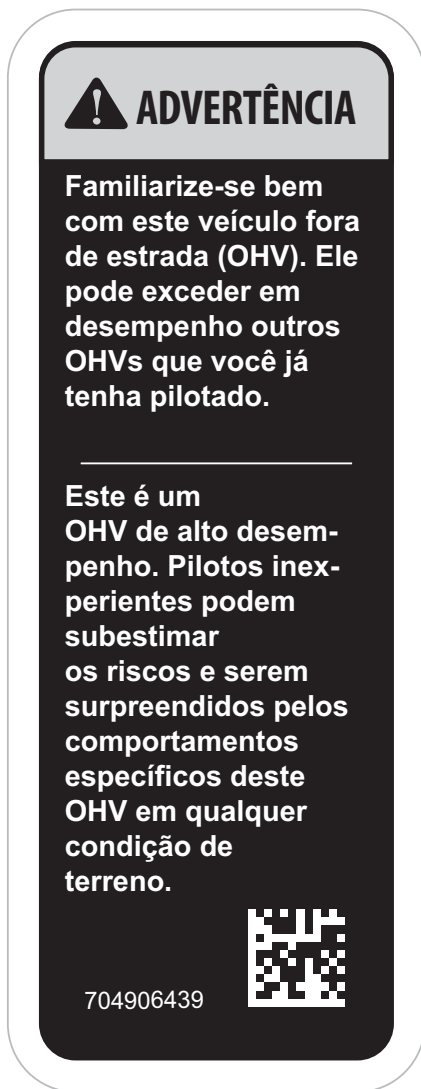 ADVERTÊNCIA
Familiarize-se bem
com este veículo fora
de estrada (OHV). Ele
pode exceder em
desempenho outros
OHVs que você já
tenha pilotado.
Este é um
OHV de alto desem-
penho. Pilotos inex-
perientes podem
subestimar
os riscos e serem
surpreendidos pelos
comportamentos
específicos deste
OHV em qualquer
condição de
terreno.
704906439